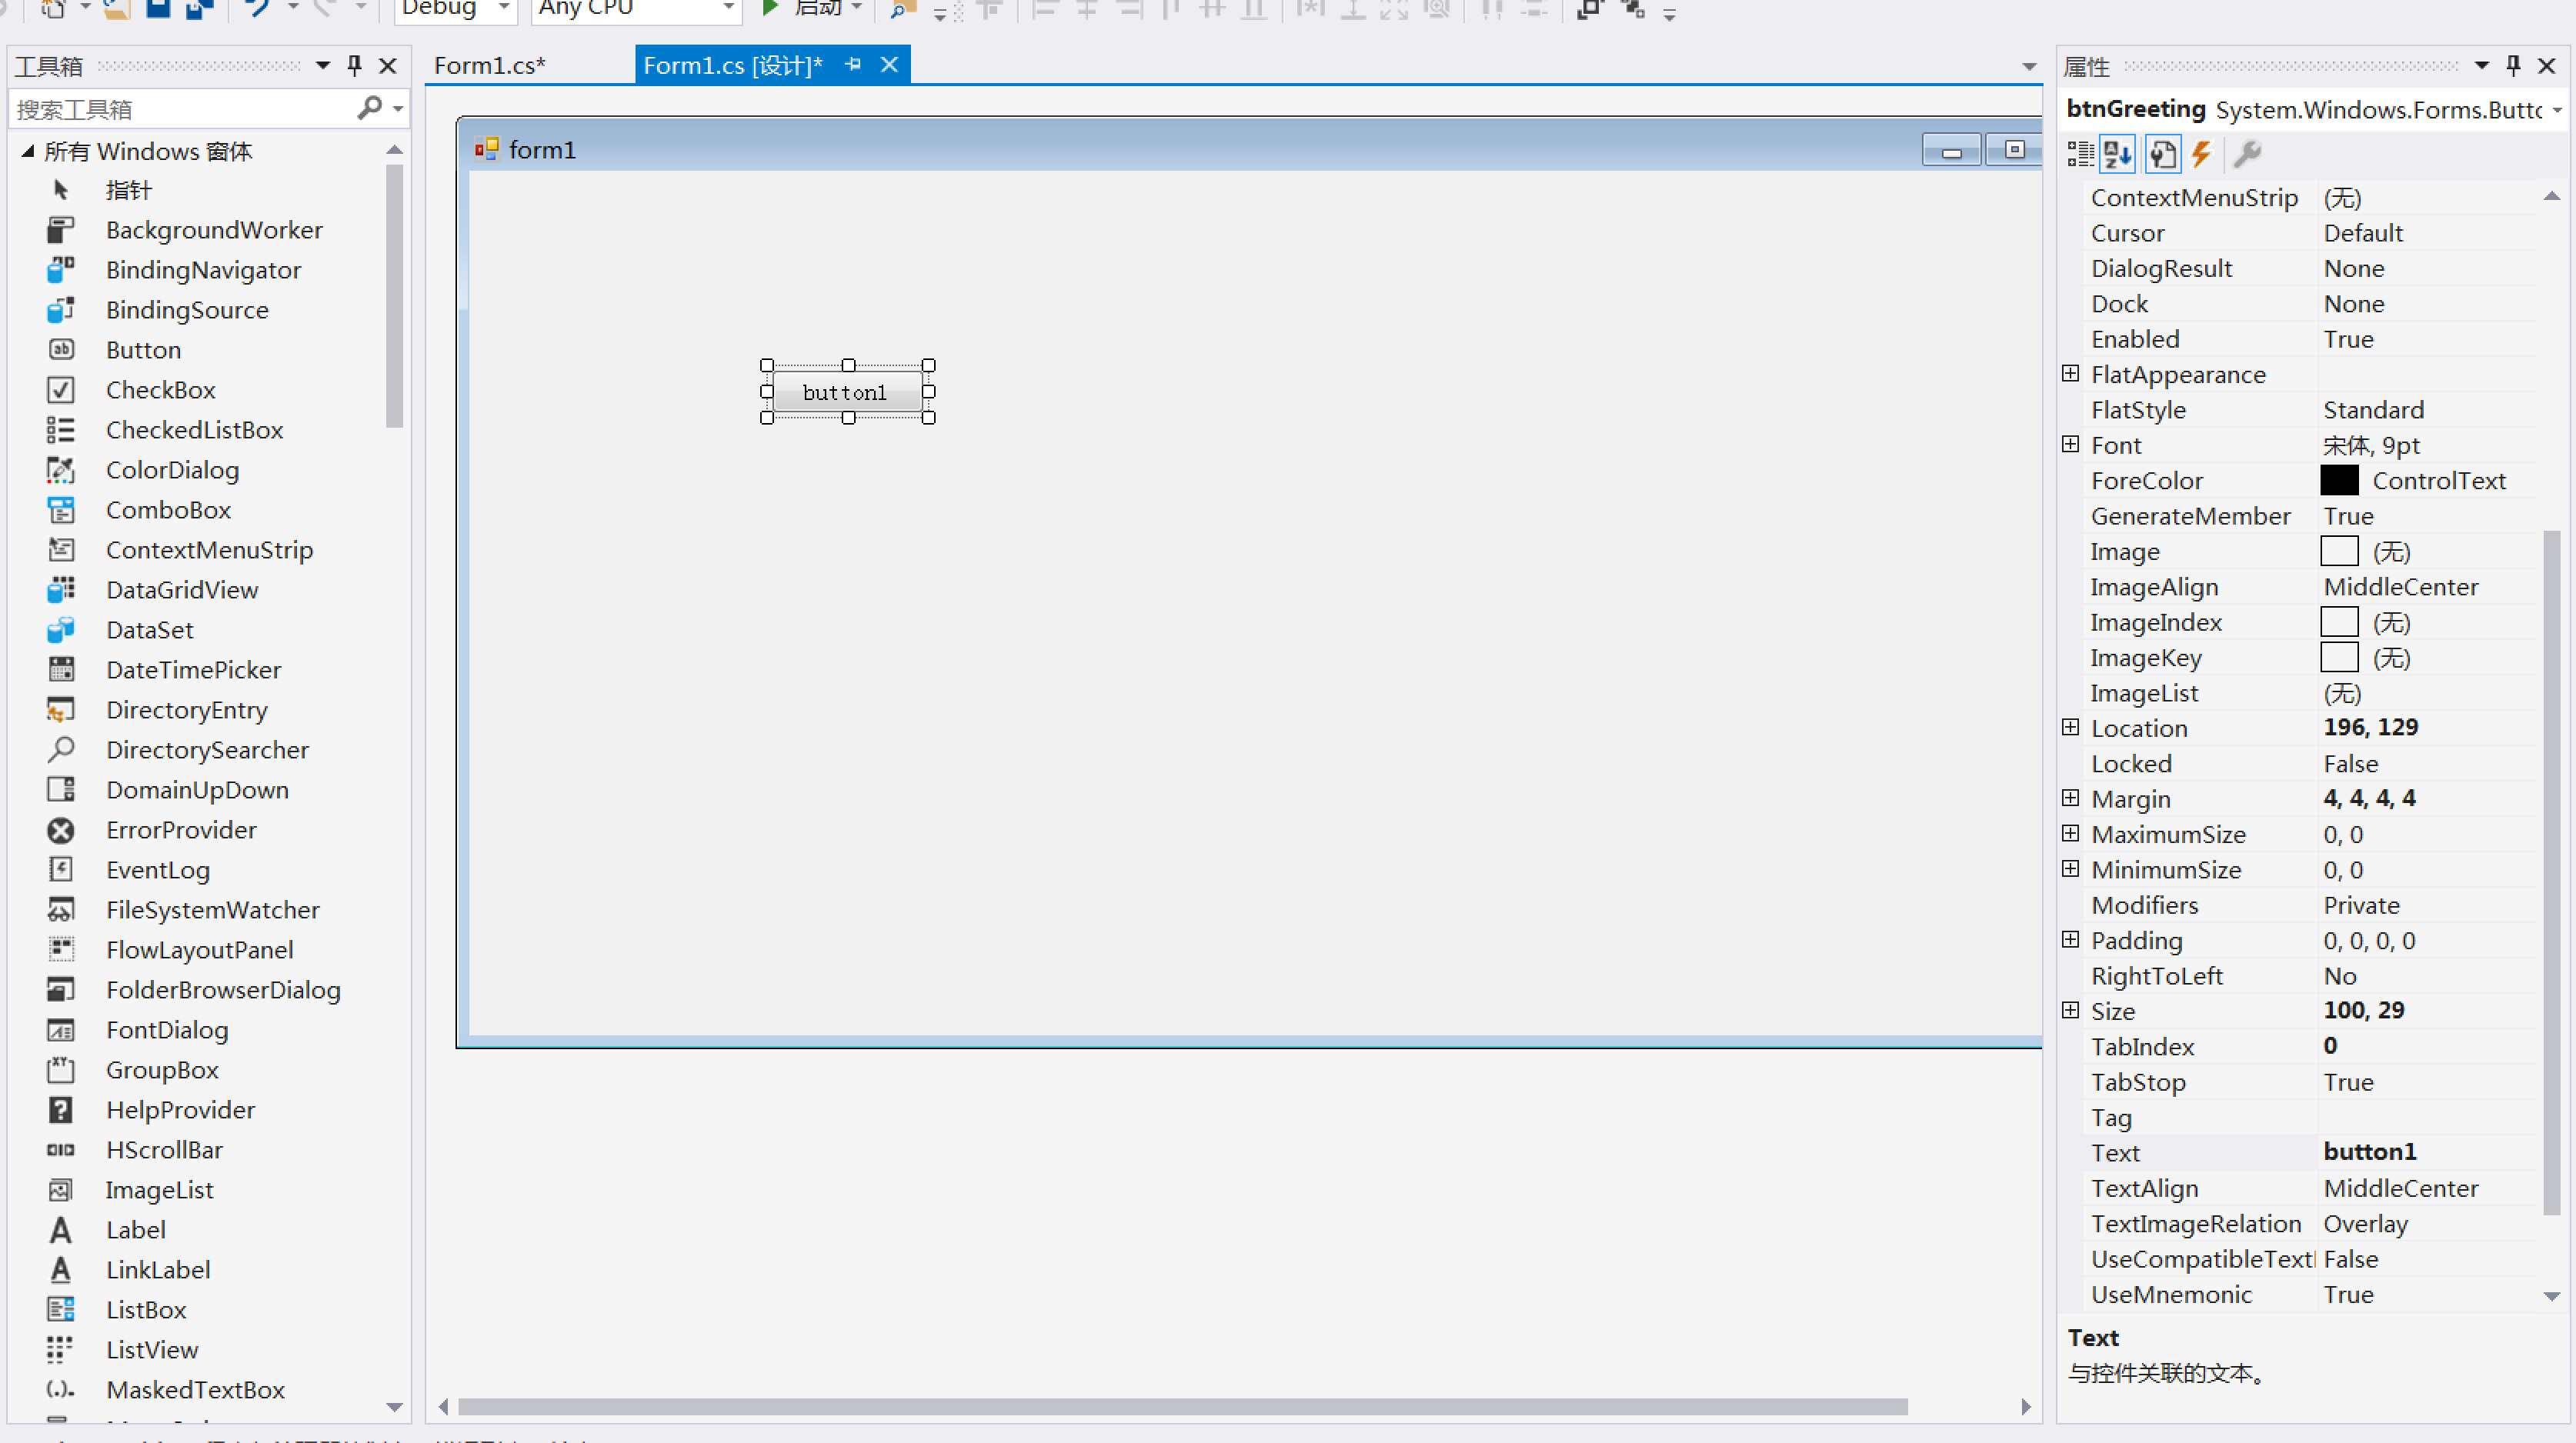 Debug
Any CPU
启动
工具箱
搜索工具箱
所有 Windows 窗体
指针
BackgroundWorker
BindingNavigator
BindingSource
Button
CheckBox
CheckedListBox
ColorDialog
ComboBox
ContextMenuStrip
DataGridView
DataSet
DateTimePicker
DirectoryEntry
DirectorySearcher
DomainUpDown
ErrorProvider
EventLog
FileSystemWatcher
FlowLayoutPanel
FolderBrowserDialog
FontDialog
GroupBox
HelpProvider
HScrollBar
ImageList
Label
LinkLabel
ListBox
ListView
MaskedTextBox
Form1.cs*
Form1.cs [设计]*
form1
button1
属性
btnGreeting System.Windows.Forms.Butto
ContextMenuStrip (无)
Cursor Default
DialogResult None
Dock None
Enabled True
FlatAppearance
FlatStyle Standard
Font 宋体, 9pt
ForeColor ControlText
GenerateMember True
Image (无)
ImageAlign MiddleCenter
ImageIndex (无)
ImageKey (无)
ImageList (无)
Location 196, 129
Locked False
Margin 4, 4, 4, 4
MaximumSize 0, 0
MinimumSize 0, 0
Modifiers Private
Padding 0, 0, 0, 0
RightToLeft No
Size 100, 29
TabIndex 0
TabStop True
Tag
Text button1
TextAlign MiddleCenter
TextImageRelation Overlay
UseCompatibleText False
UseMnemonic True
Text
与控件关联的文本。